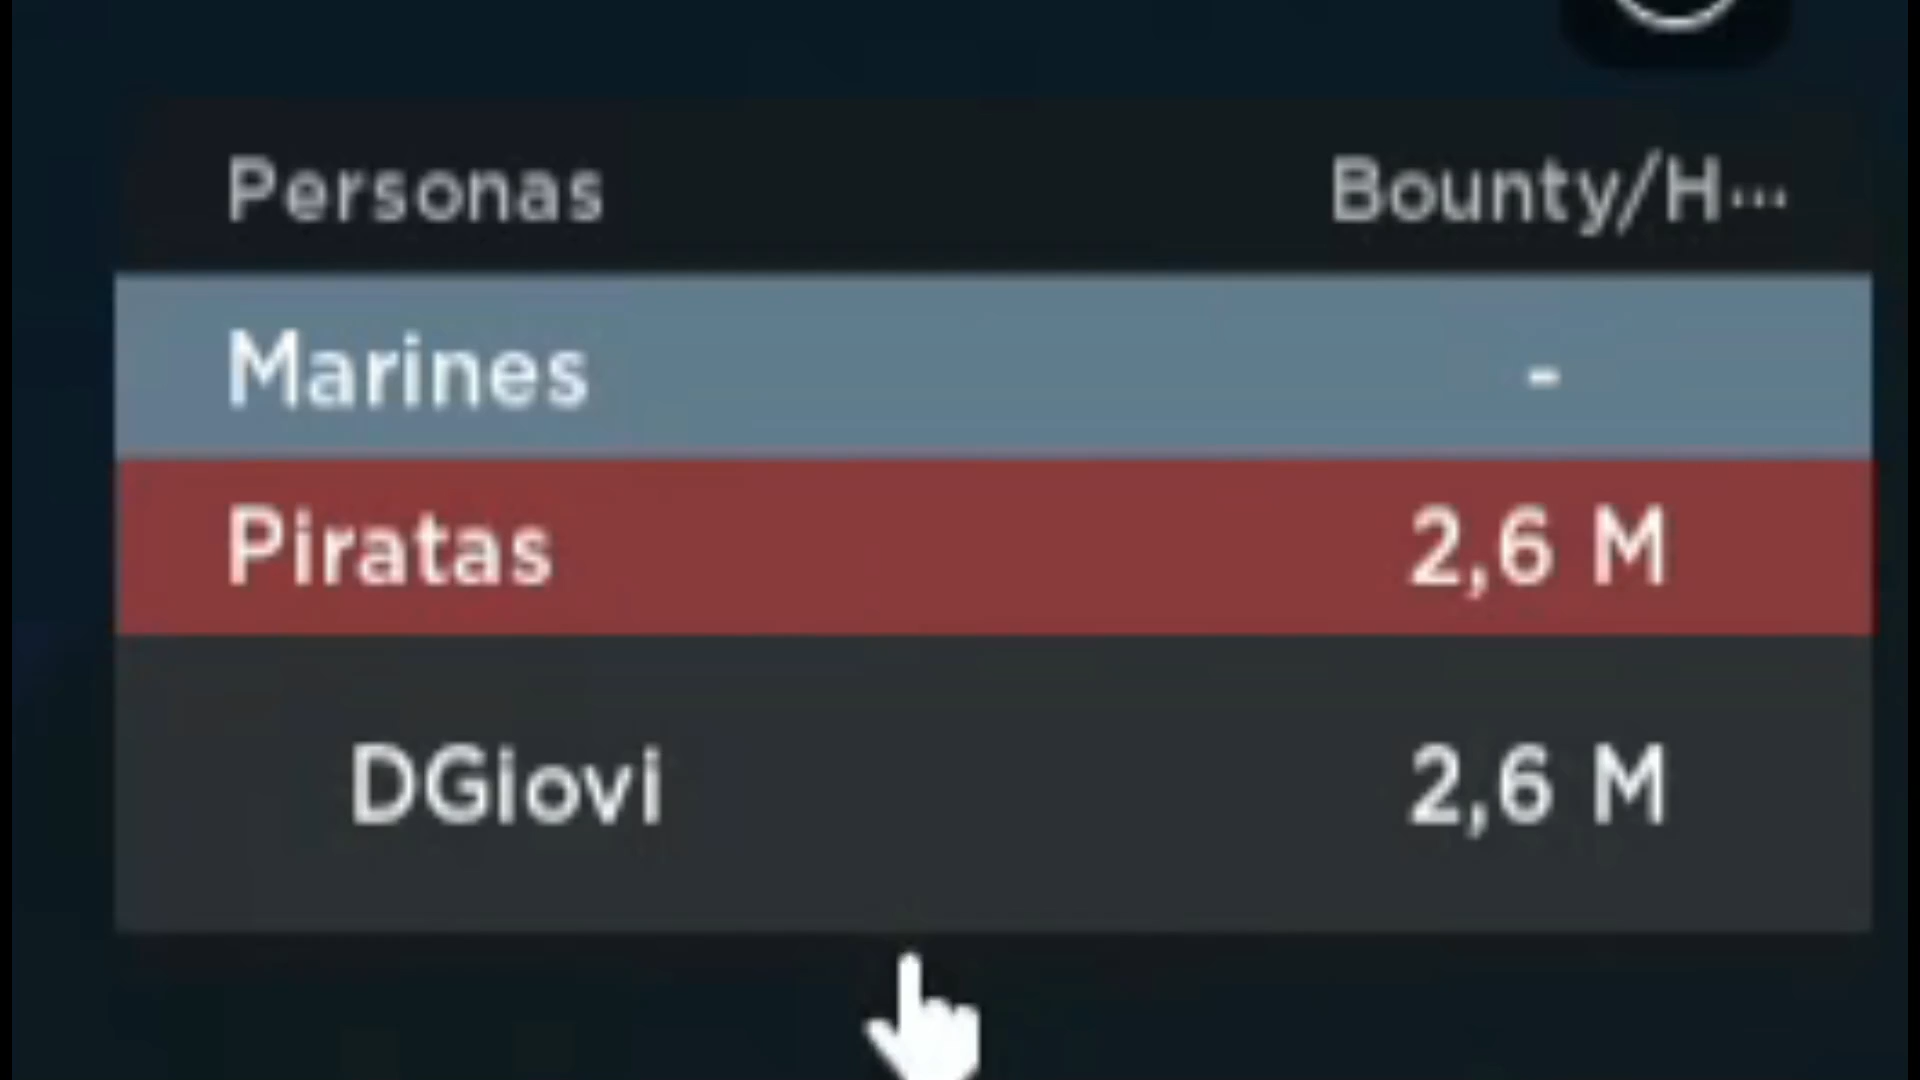 Personas Bounty/H...
Marines -
Piratas 2,6 M
DGiovi 2,6 M